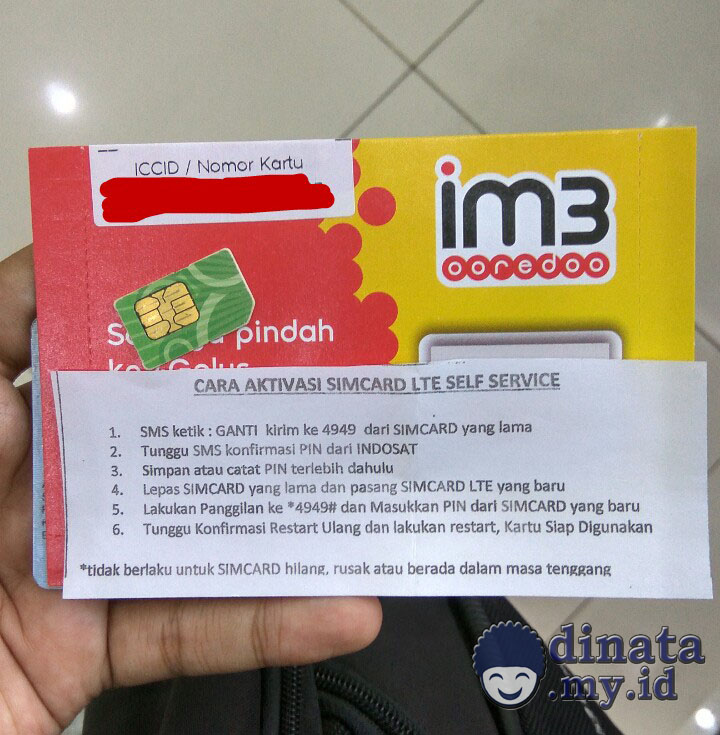 ICCID / Nomor Kartu
im3
ooredoo
pindah
CARA AKTIVASI SIMCARD LTE SELF SERVICE
1. SMS ketik : GANTI kirim ke 4949 dari SIMCARD yang lama
2. Tunggu SMS konfirmasi PIN dari INDOSAT
3. Simpan atau catat PIN terlebih dahulu
4. Lepas SIMCARD yang lama dan pasang SIMCARD LTE yang baru
5. Lakukan Panggilan ke *4949# dan Masukkan PIN dari SIMCARD yang baru
6. Tunggu Konfirmasi Restart Ulang dan lakukan restart, Kartu Siap Digunakan
*tidak berlaku untuk SIMCARD hilang, rusak atau berada dalam masa tenggang
dinata
.my.id